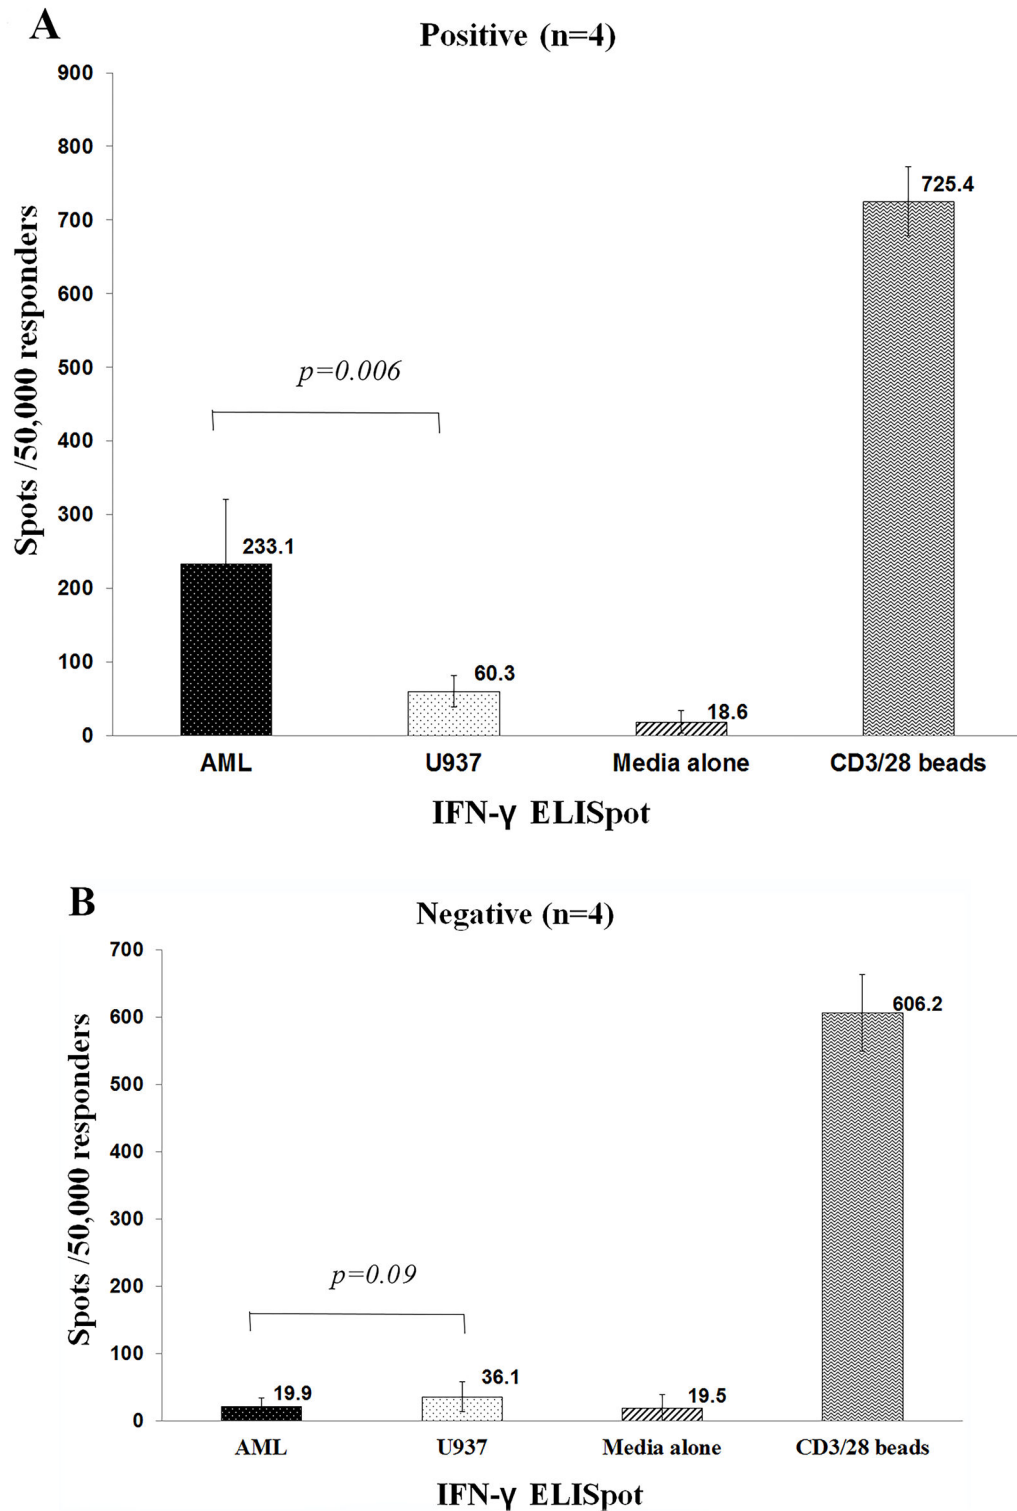 A
Positive (n=4)
Spots /50,000 responders
900
800
700
600
500
400
300
200
100
0
p=0.006
233.1
60.3
18.6
725.4
AML U937 Media alone CD3/28 beads
IFN-γ ELISpot
B
Negative (n=4)
Spots /50,000 responders
700
600
500
400
300
200
100
0
p=0.09
19.9
36.1
19.5
606.2
AML U937 Media alone CD3/28 beads
IFN-γ ELISpot